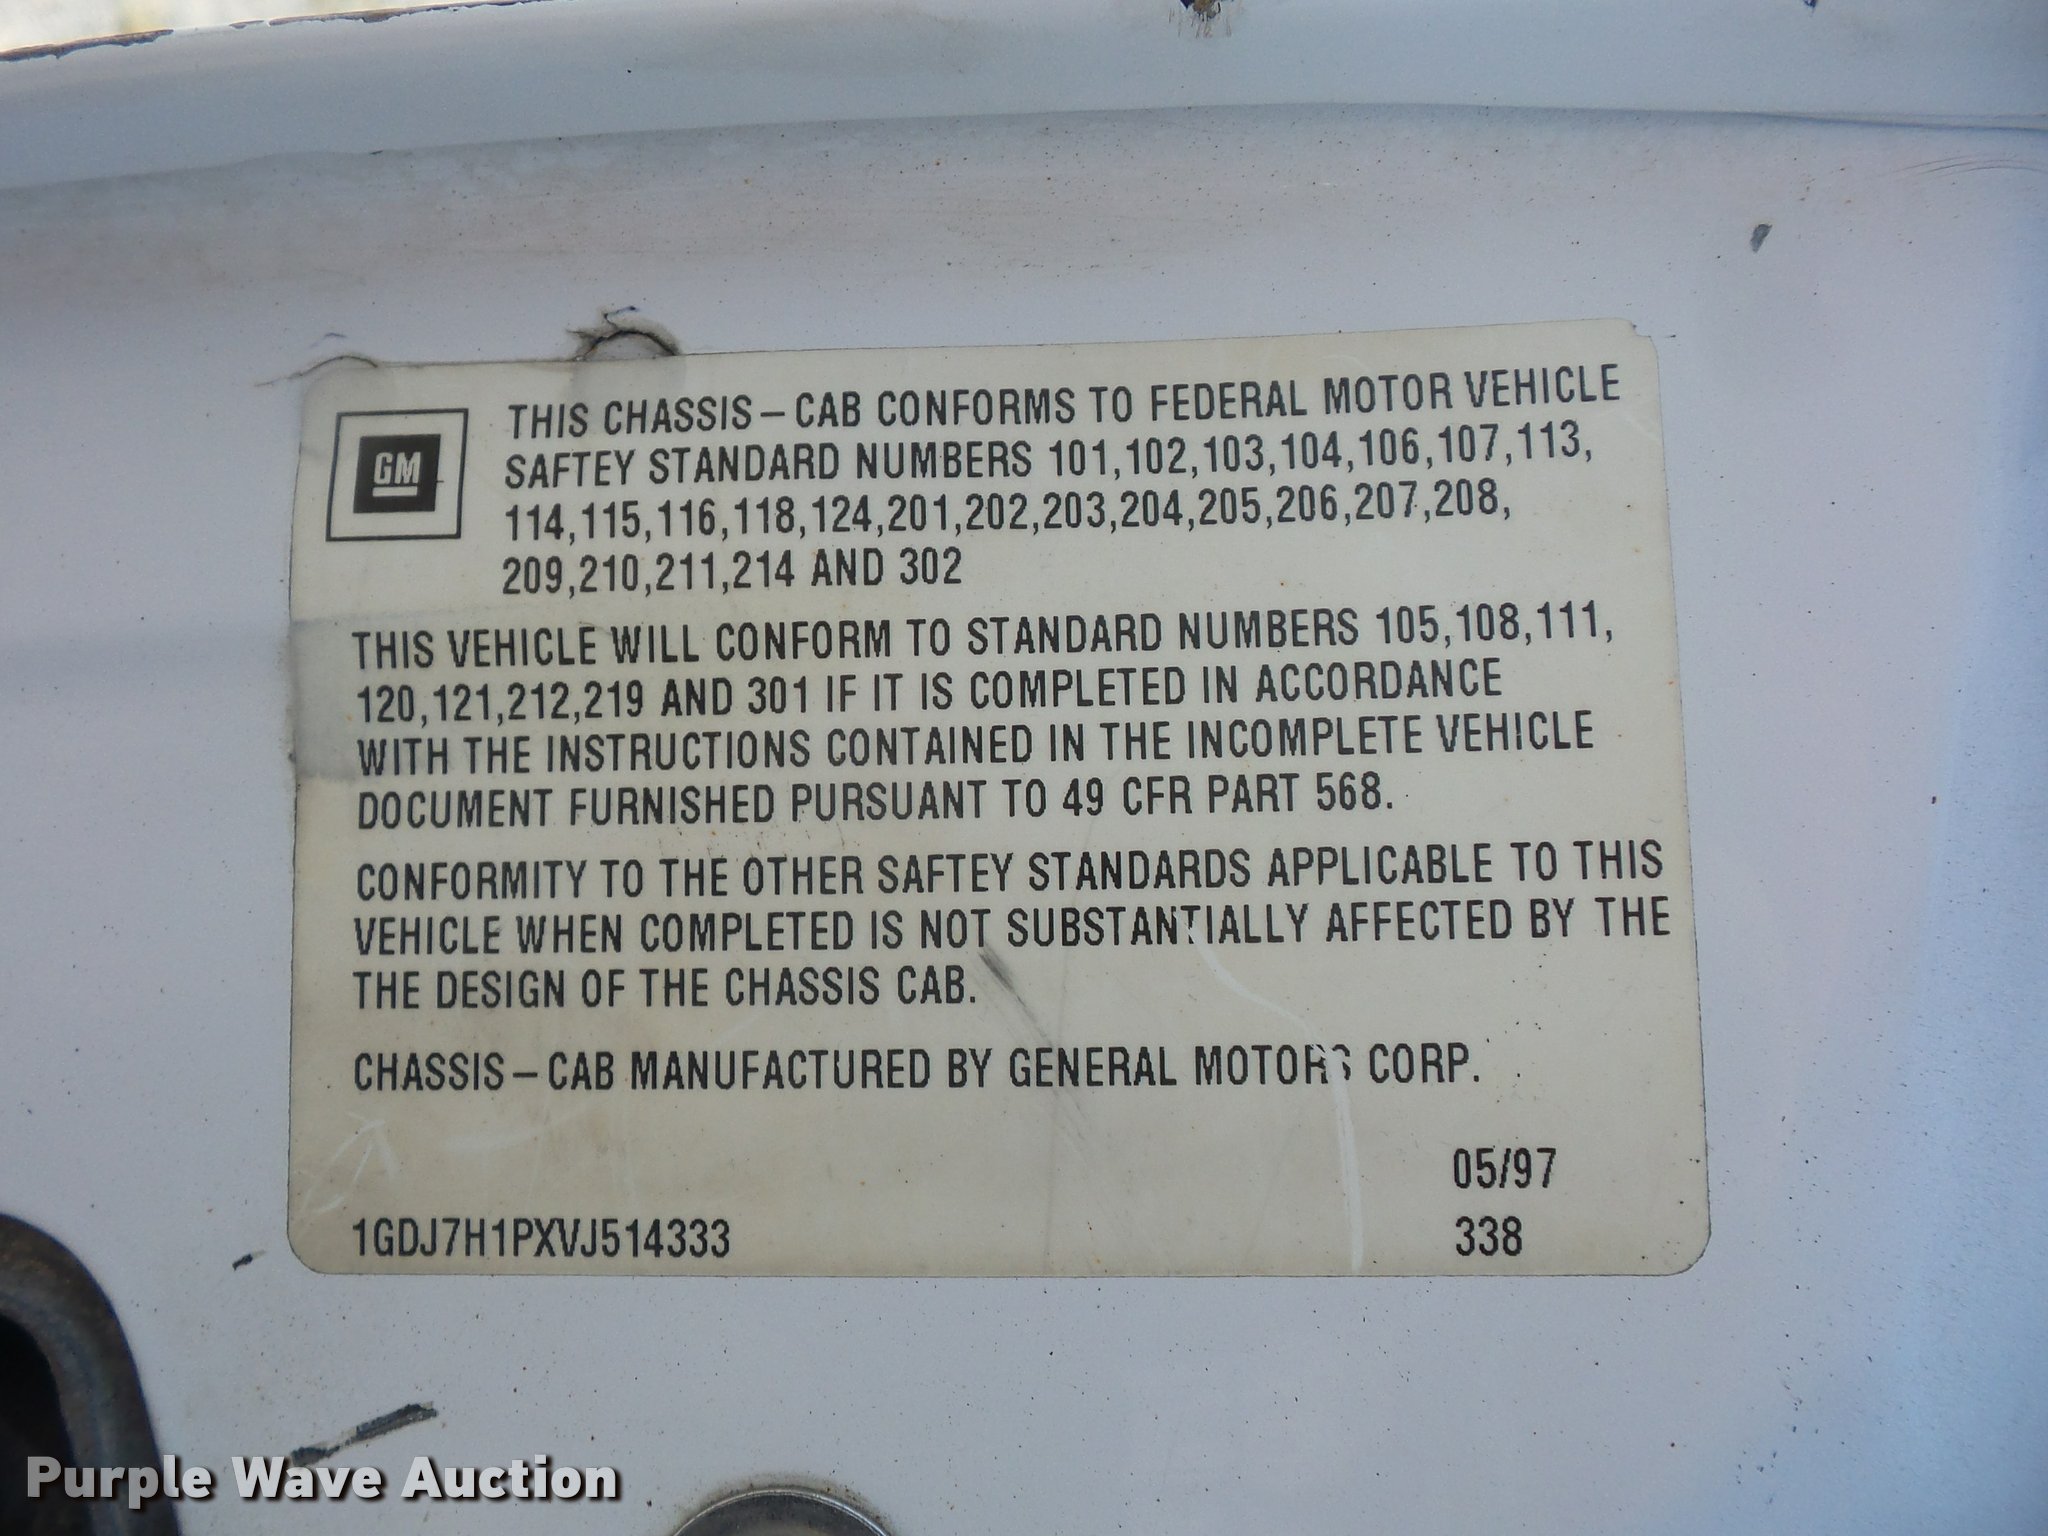 GM
THIS CHASSIS – CAB CONFORMS TO FEDERAL MOTOR VEHICLE
SAFTEY STANDARD NUMBERS 101,102,103,104,106,107,113,
114,115,116,118,124,201,202,203,204,205,206,207,208,
209,210,211,214 AND 302
THIS VEHICLE WILL CONFORM TO STANDARD NUMBERS 105,108,111,
120,121,212,219 AND 301 IF IT IS COMPLETED IN ACCORDANCE
WITH THE INSTRUCTIONS CONTAINED IN THE INCOMPLETE VEHICLE
DOCUMENT FURNISHED PURSUANT TO 49 CFR PART 568.
CONFORMITY TO THE OTHER SAFTEY STANDARDS APPLICABLE TO THIS
VEHICLE WHEN COMPLETED IS NOT SUBSTANTIALLY AFFECTED BY THE
THE DESIGN OF THE CHASSIS CAB.
CHASSIS – CAB MANUFACTURED BY GENERAL MOTORS CORP.
05/97
1GDJ7H1PXVJ514333 338
Purple Wave Auction